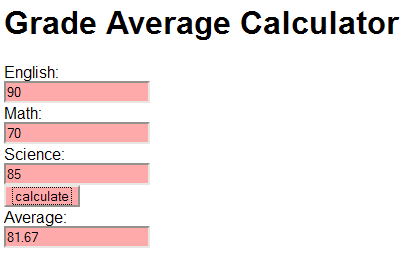 Grade Average Calculator
English:
90
Math:
70
Science:
85
calculate
Average:
81.67